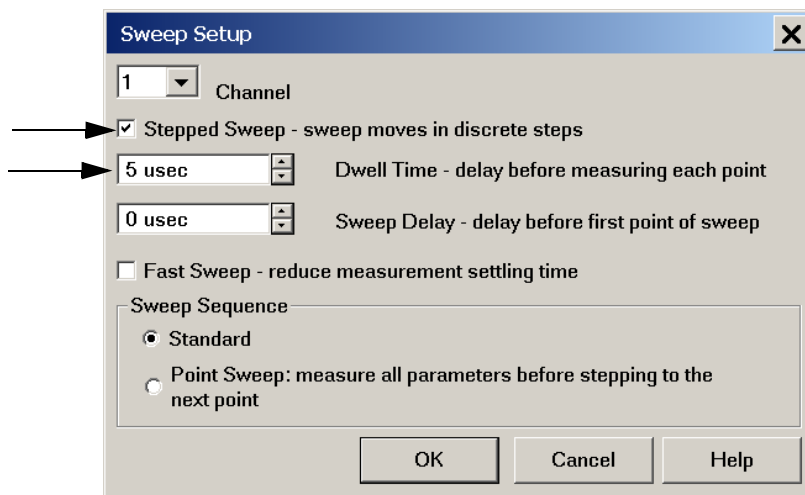 Sweep Setup
1
Channel
Stepped Sweep - sweep moves in discrete steps
5 usec
Dwell Time - delay before measuring each point
0 usec
Sweep Delay - delay before first point of sweep
Fast Sweep - reduce measurement settling time
Sweep Sequence
Standard
Point Sweep: measure all parameters before stepping to the
next point
OK
Cancel
Help